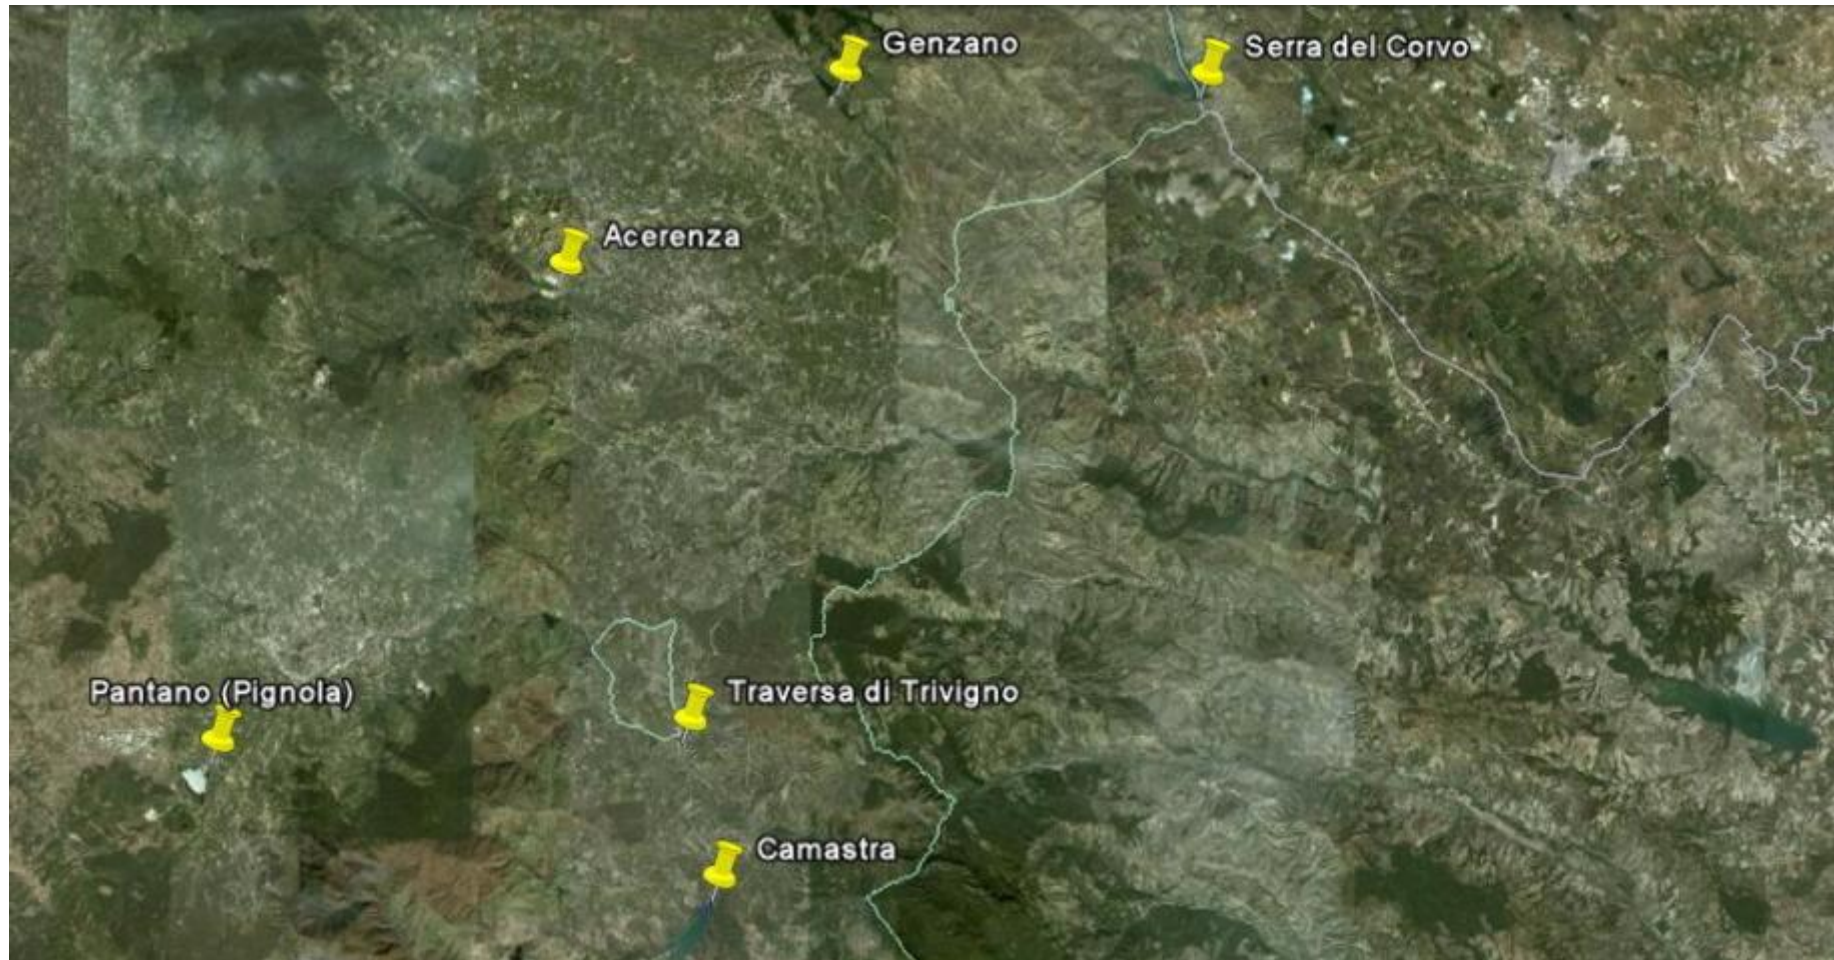 Genzano
Serra del Corvo
Acerenza
Pantano (Pignola)
Traversa di Trivigno
Camastra